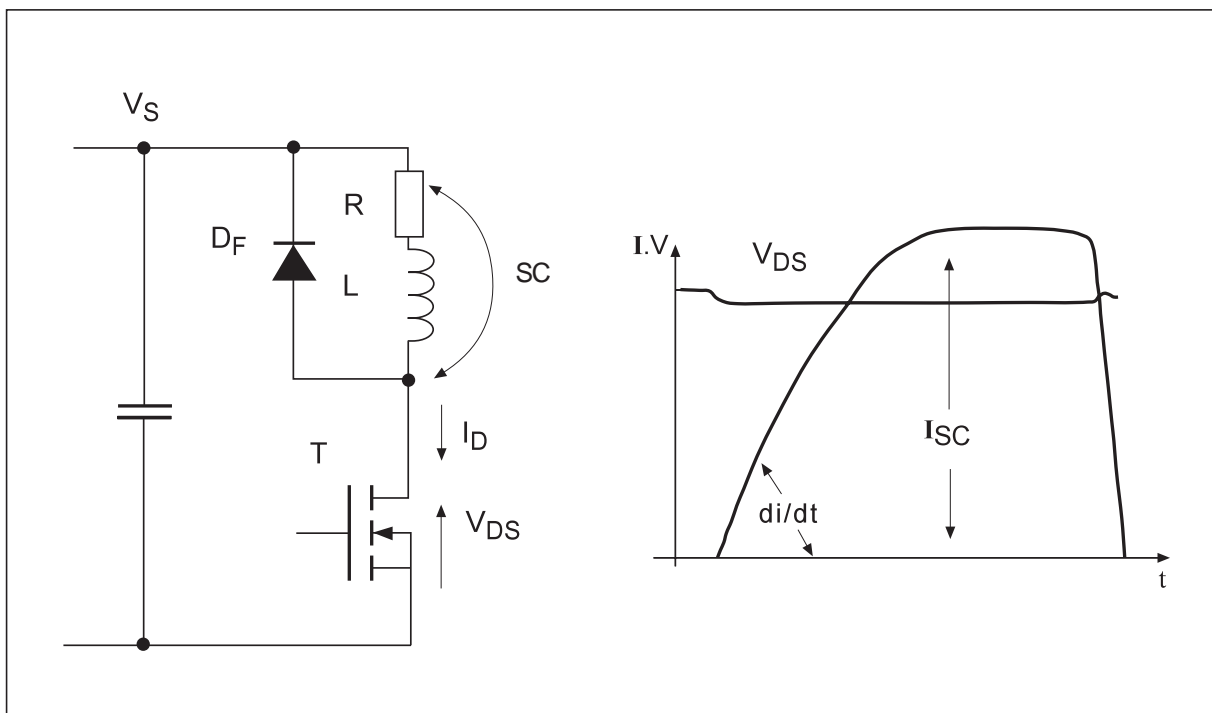 V_S
D_F
R
L
SC
T
I_D
V_DS
I.V
V_DS
I_SC
di/dt
t